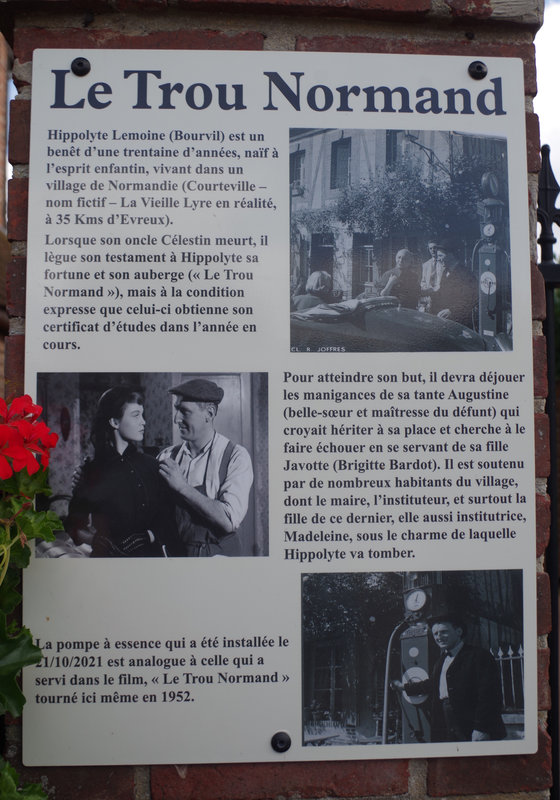 Le Trou Normand
Hippolyte Lemoine (Bourvil) est un
benêt d'une trentaine d'années, naïf à
l'esprit enfantin, vivant dans un
village de Normandie (Courteville –
nom fictif – La Vieille Lyre en réalité,
à 35 Kms d'Evreux).
Lorsque son oncle Célestin meurt, il
lègue son testament à Hippolyte sa
fortune et son auberge (« Le Trou
Normand »), mais à la condition
expresse que celui-ci obtienne son
certificat d'études dans l'année en
cours.
CL. R. JOFFRES
Pour atteindre son but, il devra déjouer
les manigances de sa tante Augustine
(belle-sœur et maîtresse du défunt) qui
croyait hériter à sa place et cherche à le
faire échouer en se servant de sa fille
Javotte (Brigitte Bardot). Il est soutenu
par de nombreux habitants du village,
dont le maire, l'instituteur, et surtout la
fille de ce dernier, elle aussi institutrice,
Madeleine, sous le charme de laquelle
Hippolyte va tomber.
La pompe à essence qui a été installée le
21/10/2021 est analogue à celle qui a
servi dans le film, « Le Trou Normand »
tourné ici même en 1952.